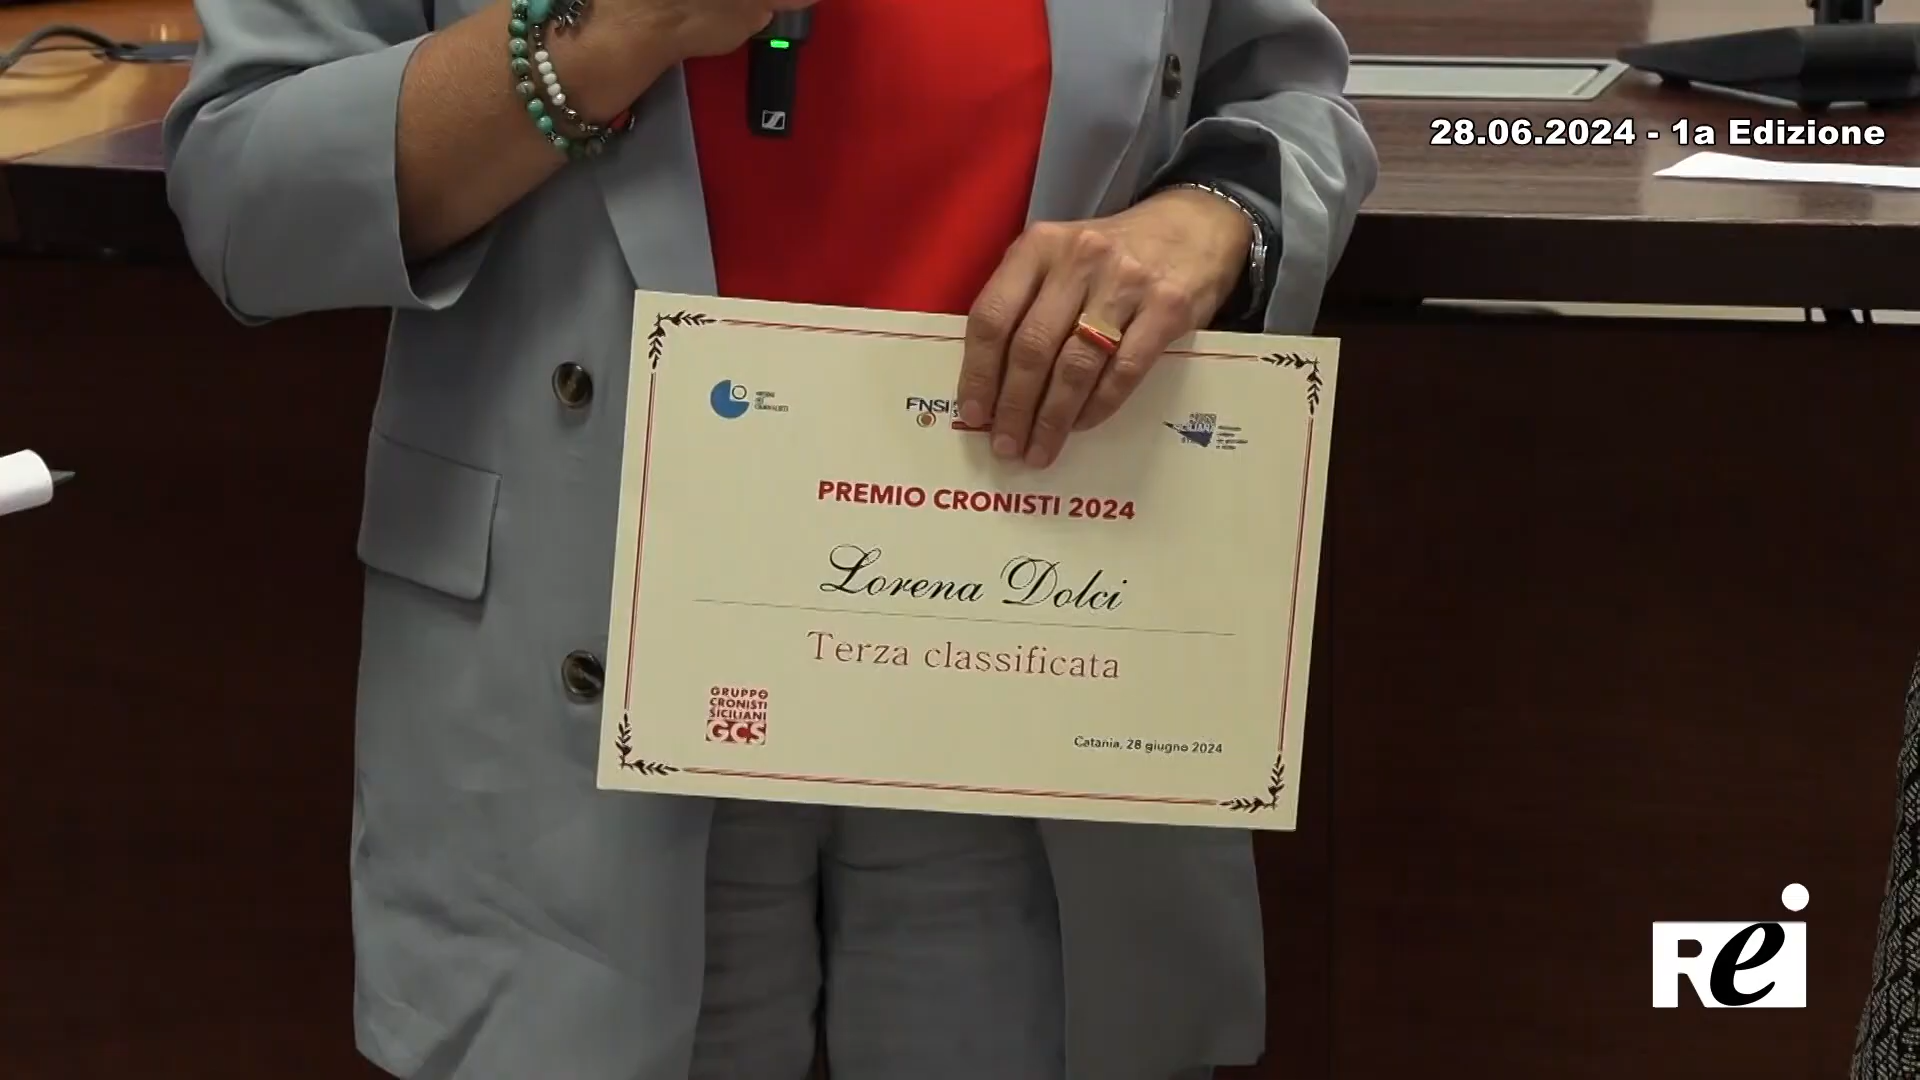 28.06.2024 - 1a Edizione
FNSI
PREMIO CRONISTI 2024
Lorena Dolci
Terza classificata
GRUPPO
CRONISTI
SICILIANI
GCS
Catania, 28 giugno 2024
Rei